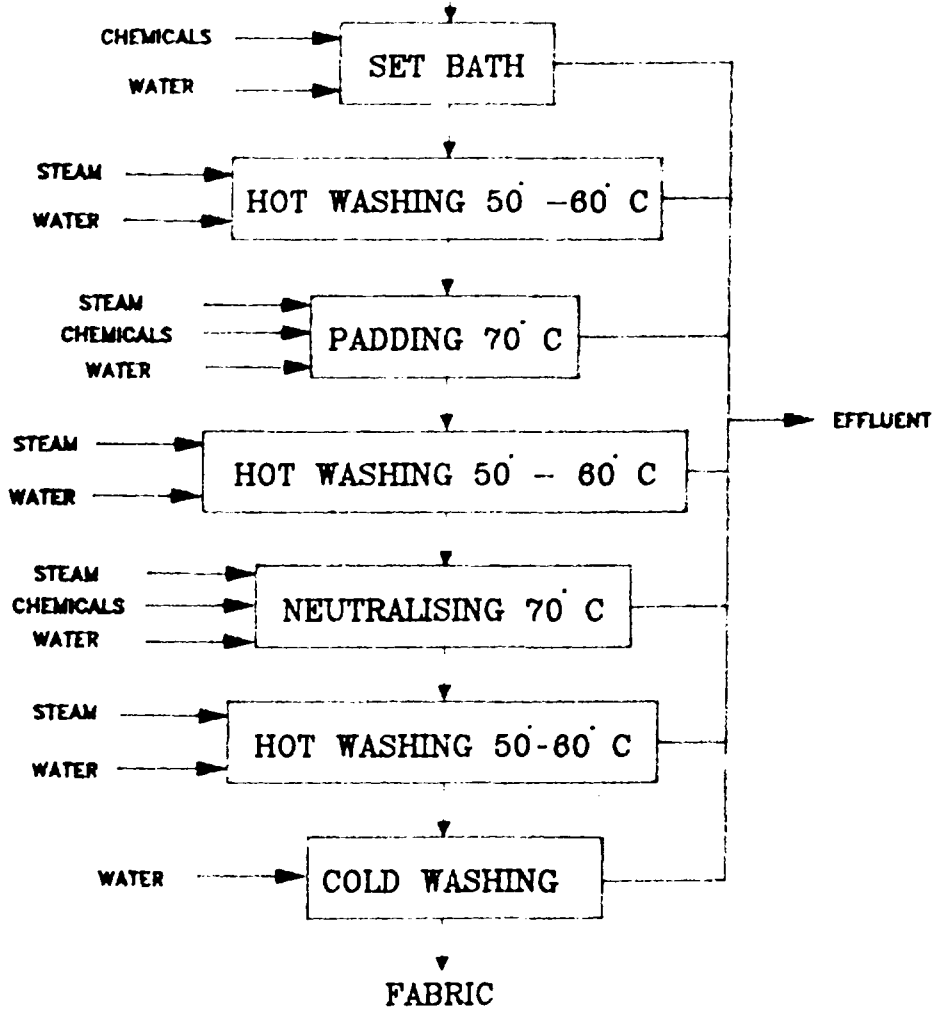 CHEMICALS
WATER
SET BATH
STEAM
WATER
HOT WASHING 50° –60° C
STEAM
CHEMICALS
WATER
PADDING 70° C
EFFLUENT
STEAM
WATER
HOT WASHING 50° – 60° C
STEAM
CHEMICALS
WATER
NEUTRALISING 70° C
STEAM
WATER
HOT WASHING 50°-60° C
WATER
COLD WASHING
FABRIC